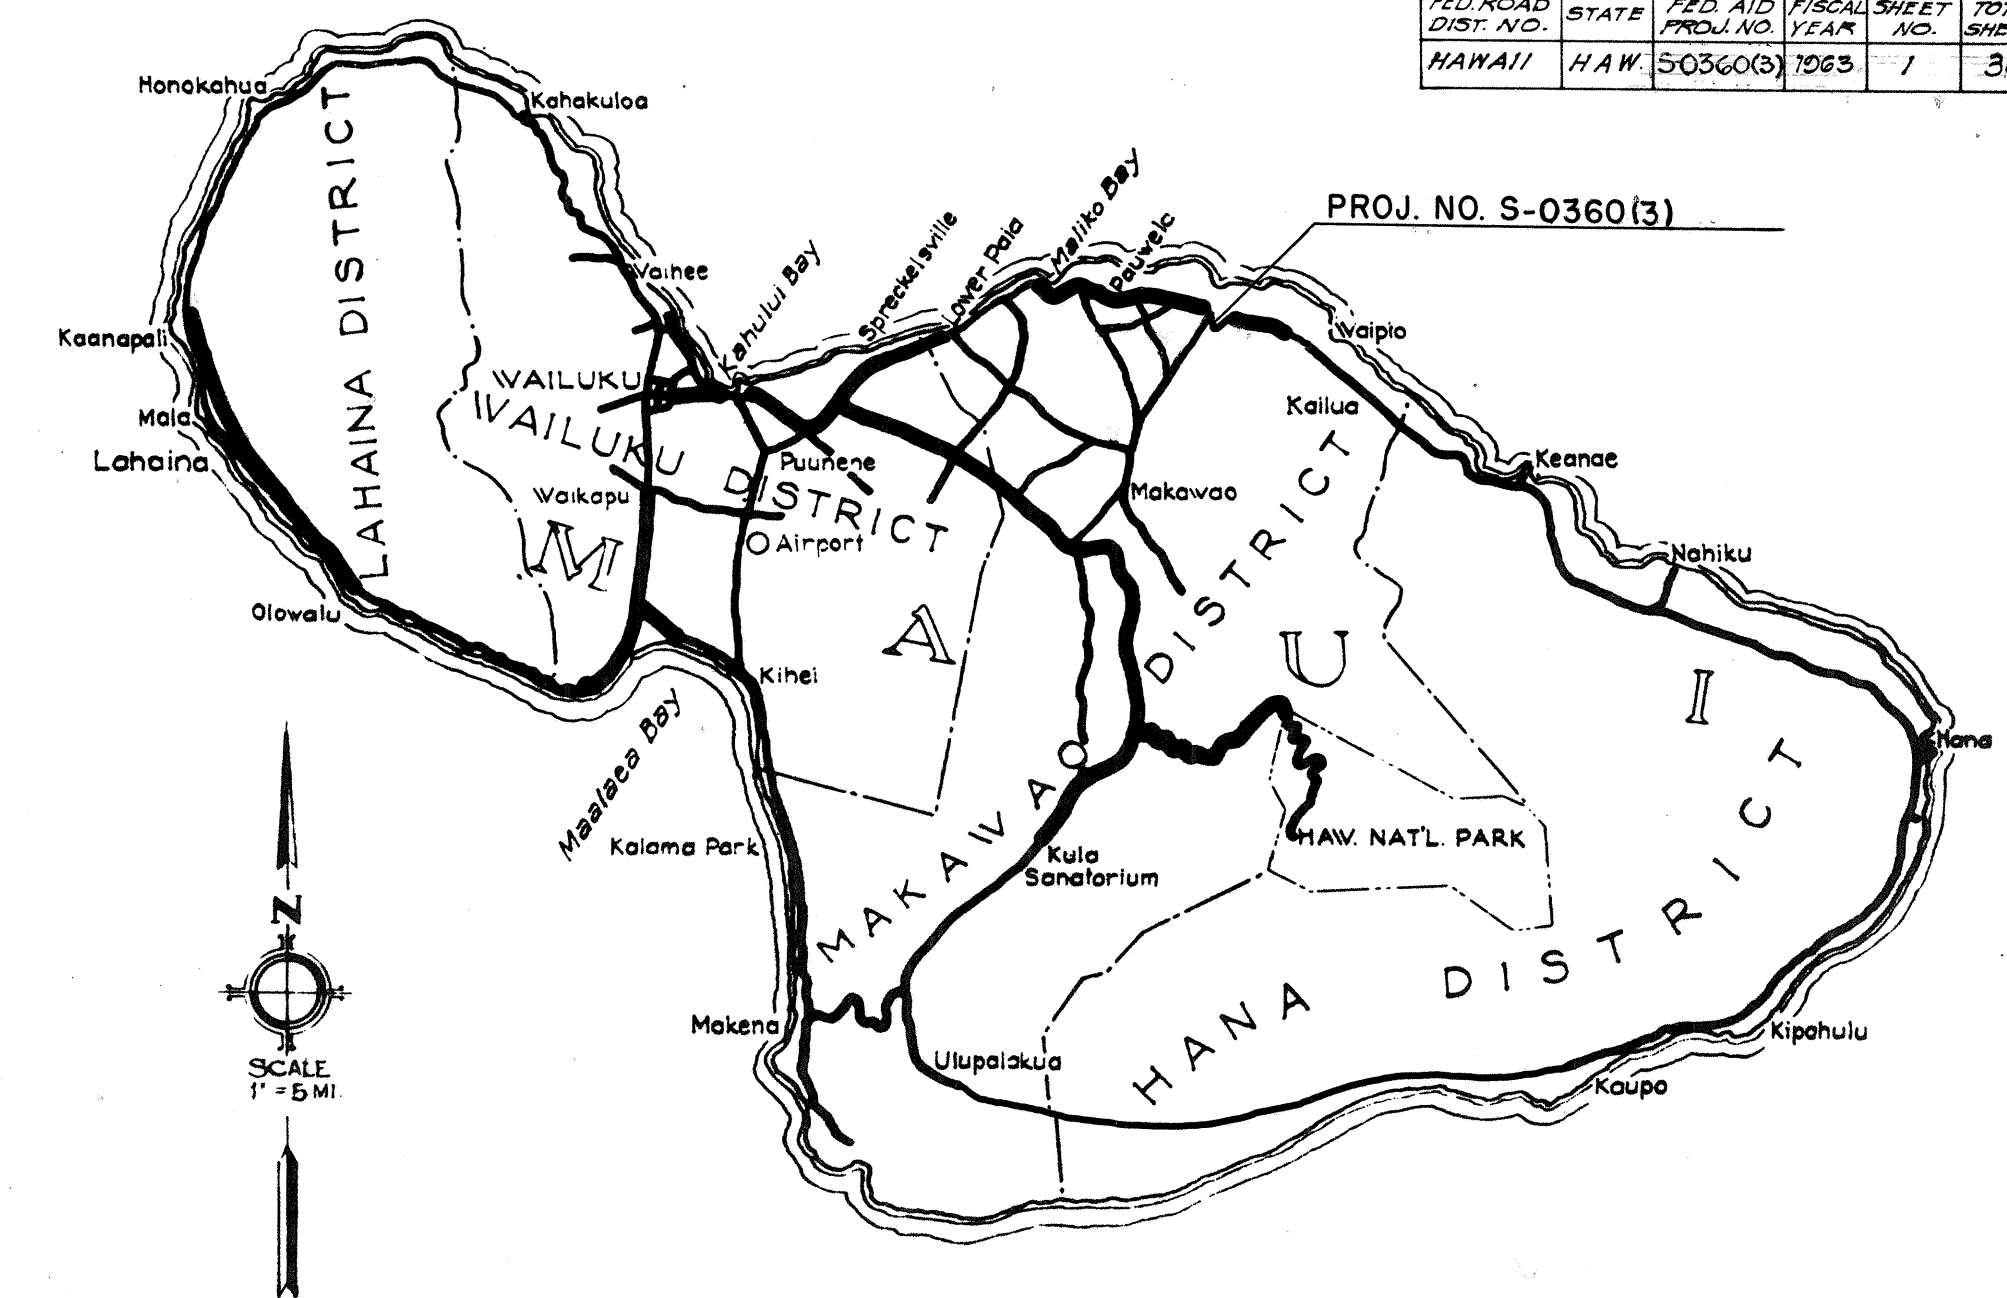 FED. ROAD DIST. NO. STATE FED. AID PROJ. NO. FISCAL YEAR SHEET NO.
HAWAII HAW. S-0360(3) 1963 1
PROJ. NO. S-0360(3)
Honokahua
Kahakuloa
LAHAINA DISTRICT
Waihee
Kahului Bay
Spreckelsville
Lower Paia
Maliko Bay
Pauwela
Kaanapali
Waipio
WAILUKU
WAILUKU DISTRICT
Kailua
Mala
Lahaina
Puunene
Keanae
Waikapu
Makawao
Airport
Nahiku
Olowalu
MAUI
Kihei
Maalaea Bay
Hana
Kalama Park
HAW. NAT'L. PARK
Kula
Sanatorium
MAKAWAO DISTRICT
HANA DISTRICT
N
Makena
Ulupalakua
Kipahulu
Kaupo
SCALE
1" = 5 MI.